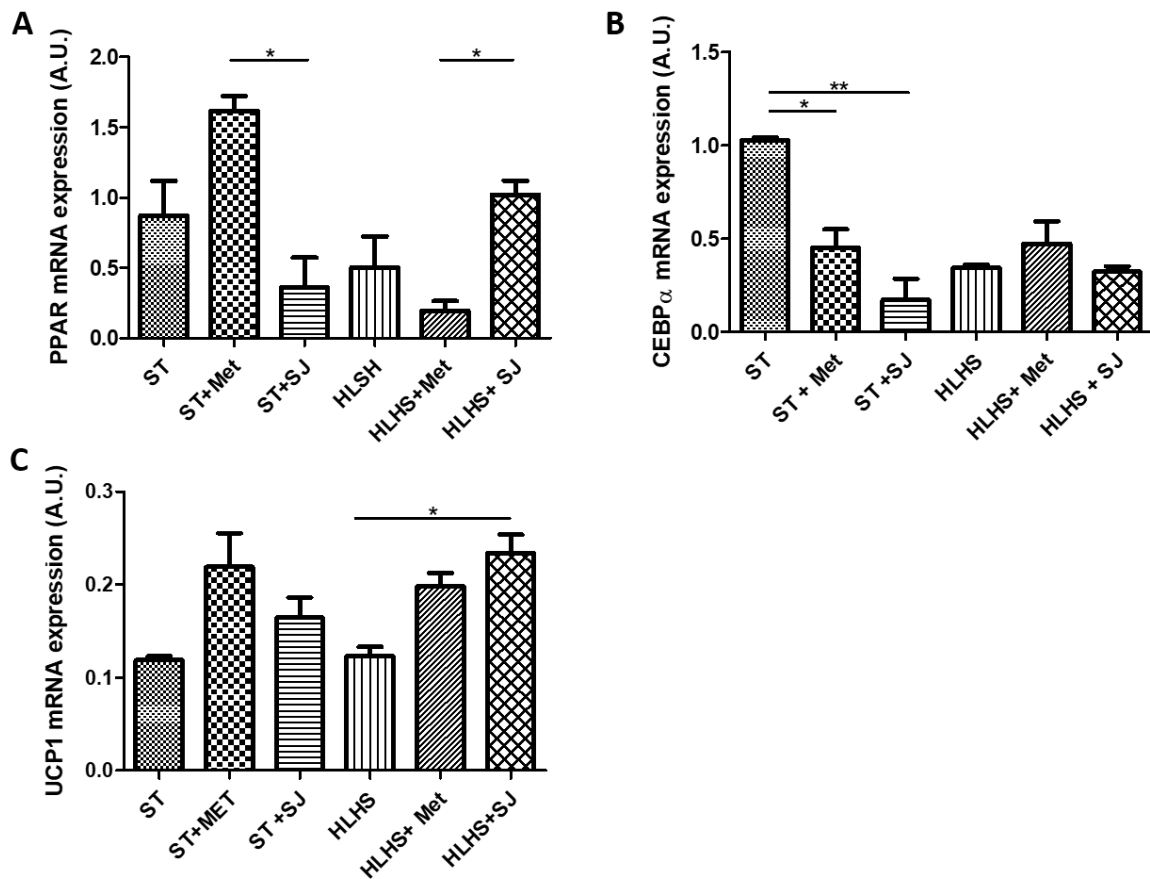 A
PPAR mRNA expression (A.U.)
2.0
1.5
1.0
0.5
0.0
*
*
ST
ST+Met
ST+SJ
HLSH
HLHS+Met
HLHS+ SJ
B
CEBPα mRNA expression (A.U.)
1.5
1.0
0.5
0.0
**
*
ST
ST + Met
ST +SJ
HLHS
HLHS+ Met
HLHS + SJ
C
UCP1 mRNA expression (A.U.)
0.3
0.2
0.1
0.0
*
ST
ST+MET
ST +SJ
HLHS
HLHS+ Met
HLHS+SJ